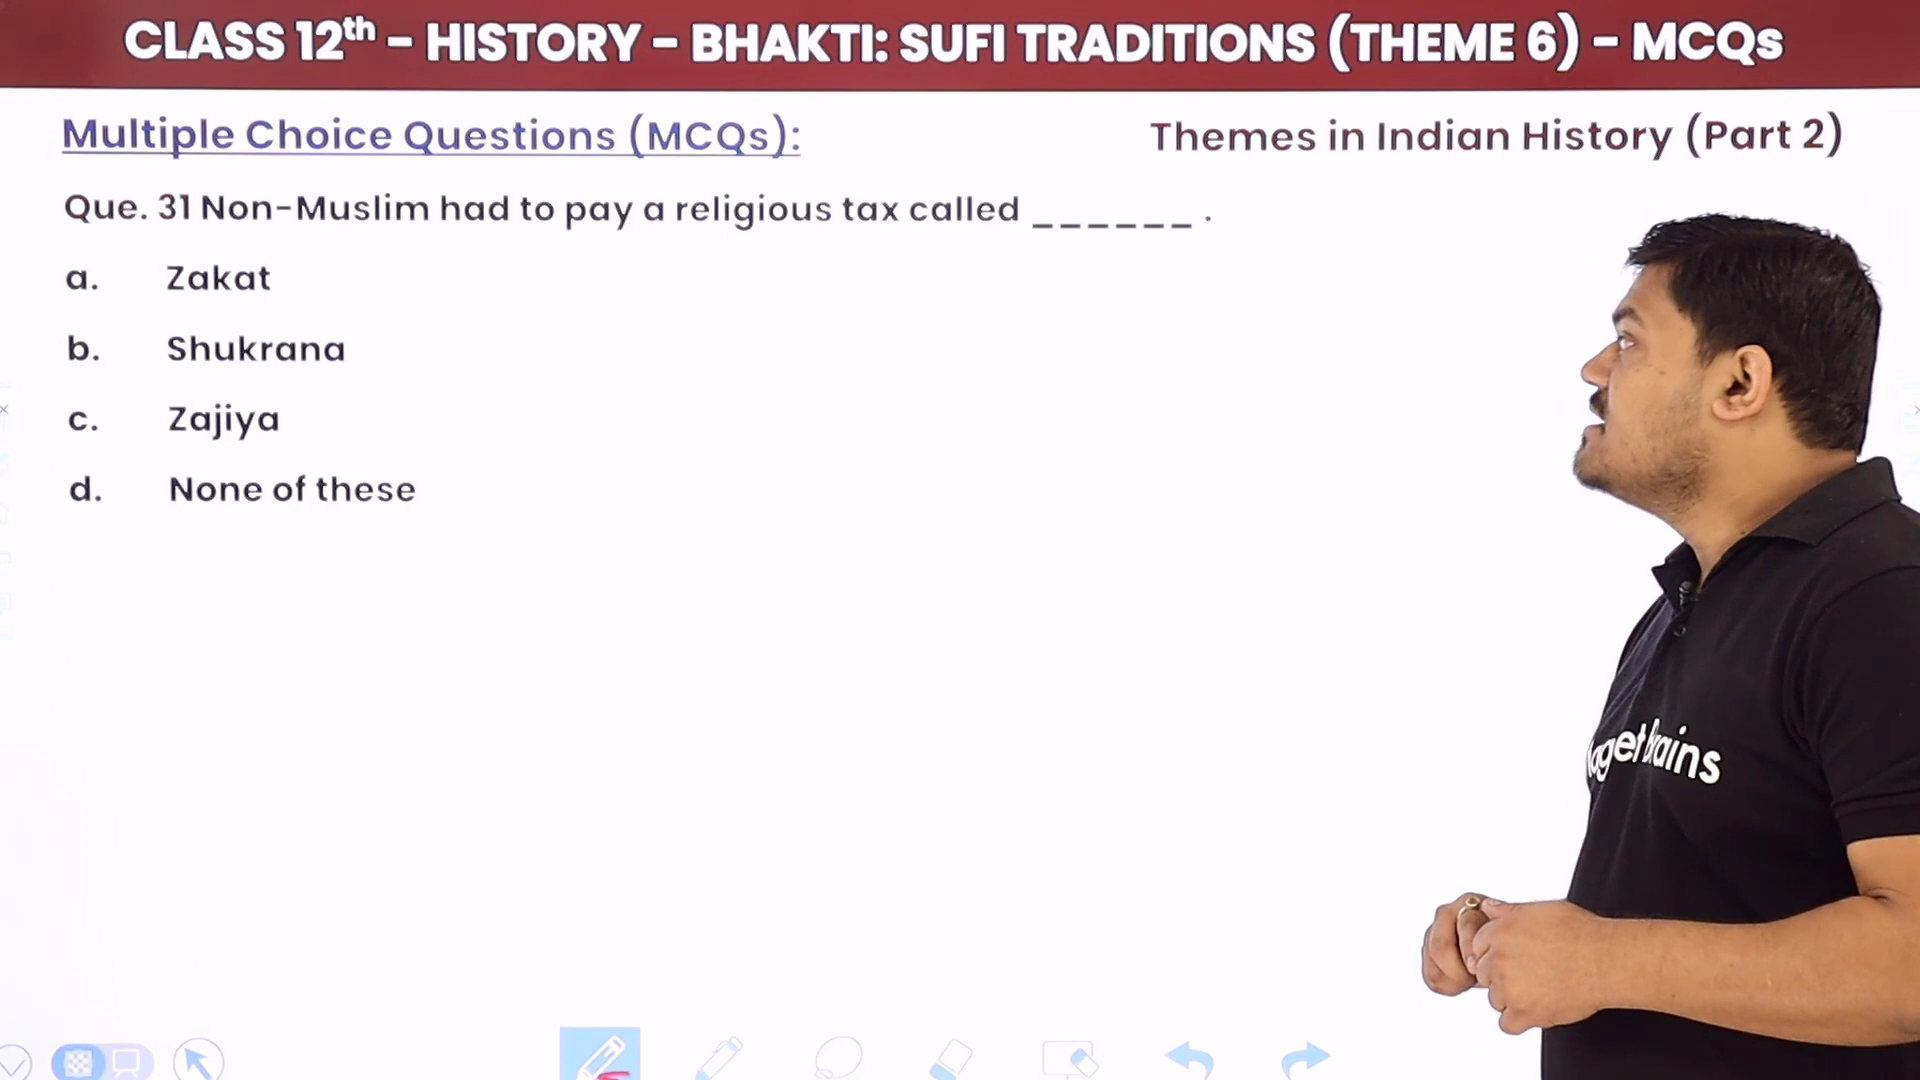 CLASS 12th - HISTORY - BHAKTI: SUFI TRADITIONS (THEME 6) - MCQs
Multiple Choice Questions (MCQs):
Themes in Indian History (Part 2)
Que. 31 Non-Muslim had to pay a religious tax called ______ .
a. Zakat
b. Shukrana
c. Zajiya
d. None of these